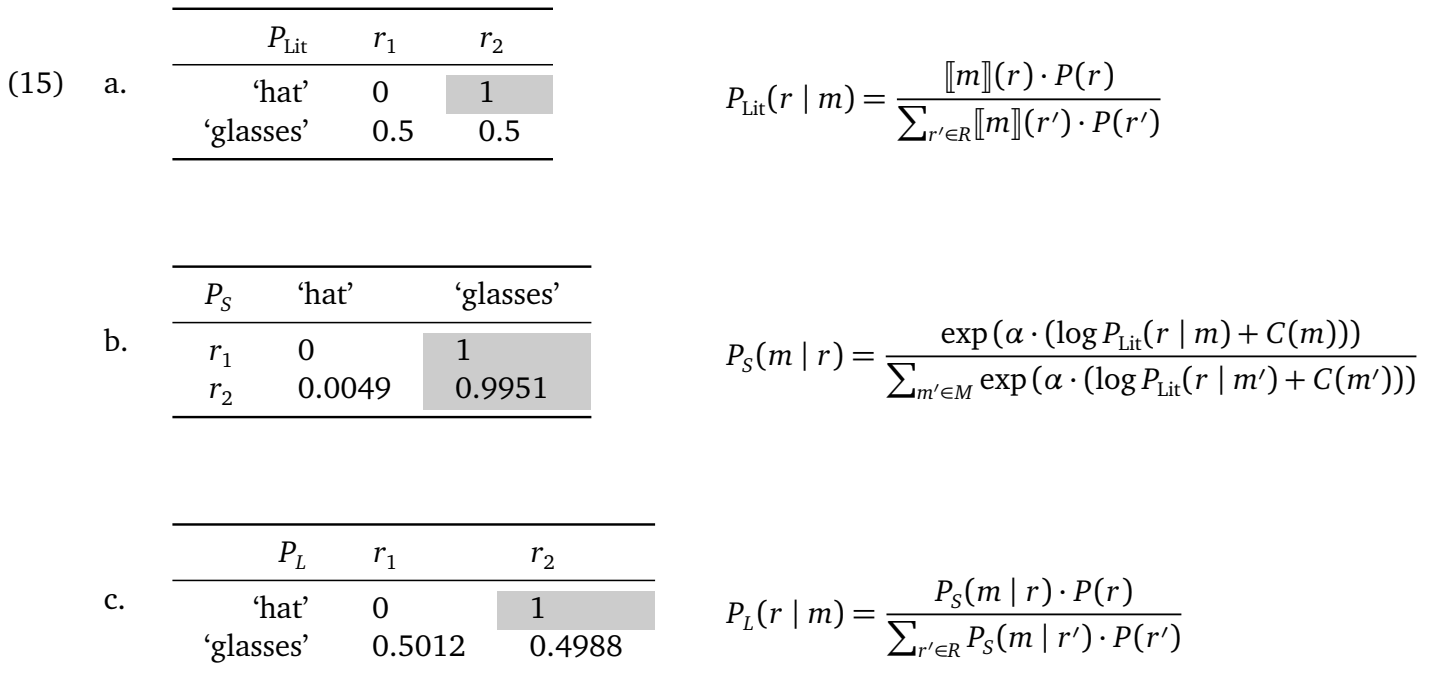 P_Lit r_1 r_2
(15) a. ‘hat’ 0 1
‘glasses’ 0.5 0.5
P_Lit(r | m) = ⟦m⟧(r) · P(r) / ∑_{r′∈R} ⟦m⟧(r′) · P(r′)
P_S ‘hat’ ‘glasses’
b. r_1 0 1
r_2 0.0049 0.9951
P_S(m | r) = exp (α · (log P_Lit(r | m) + C(m))) / ∑_{m′∈M} exp (α · (log P_Lit(r | m′) + C(m′)))
P_L r_1 r_2
c. ‘hat’ 0 1
‘glasses’ 0.5012 0.4988
P_L(r | m) = P_S(m | r) · P(r) / ∑_{r′∈R} P_S(m | r′) · P(r′)